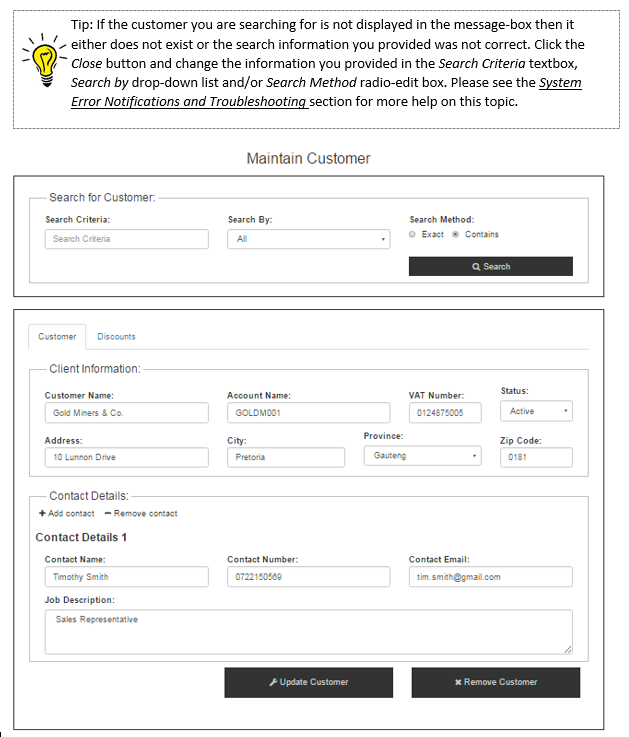 Tip: If the customer you are searching for is not displayed in the message-box then it
either does not exist or the search information you provided was not correct. Click the
Close button and change the information you provided in the Search Criteria textbox,
Search by drop-down list and/or Search Method radio-edit box. Please see the System
Error Notifications and Troubleshooting section for more help on this topic.
Maintain Customer
Search for Customer:
Search Criteria: Search By: Search Method:
Search Criteria All Exact Contains
Search
Customer Discounts
Client Information:
Customer Name: Account Name: VAT Number: Status:
Gold Miners & Co. GOLDM001 0124875005 Active
Address: City: Province: Zip Code:
10 Lunnon Drive Pretoria Gauteng 0181
Contact Details:
Add contact Remove contact
Contact Details 1
Contact Name: Contact Number: Contact Email:
Timothy Smith 0722150569 tim.smith@gmail.com
Job Description:
Sales Representative
Update Customer Remove Customer